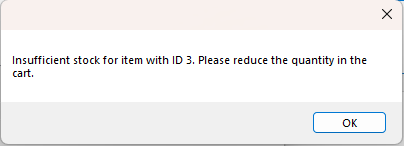 Insufficient stock for item with ID 3. Please reduce the quantity in the
cart.
OK